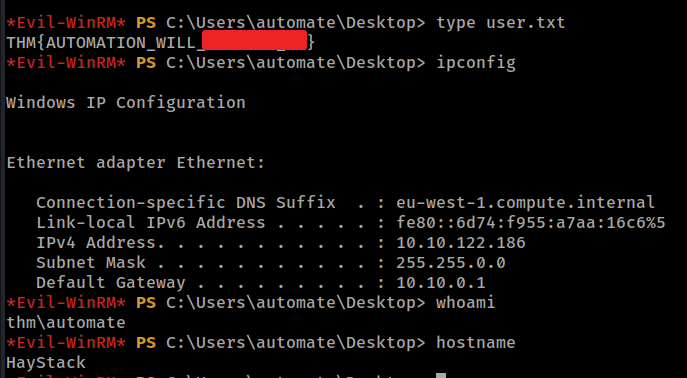 *Evil-WinRM* PS C:\Users\automate\Desktop> type user.txt
THM{AUTOMATION_WILL_ _ }
*Evil-WinRM* PS C:\Users\automate\Desktop> ipconfig
Windows IP Configuration
Ethernet adapter Ethernet:
Connection-specific DNS Suffix  . : eu-west-1.compute.internal
Link-local IPv6 Address . . . . . : fe80::6d74:f955:a7aa:16c6%5
IPv4 Address. . . . . . . . . . . : 10.10.122.186
Subnet Mask . . . . . . . . . . . : 255.255.0.0
Default Gateway . . . . . . . . . : 10.10.0.1
*Evil-WinRM* PS C:\Users\automate\Desktop> whoami
thm\automate
*Evil-WinRM* PS C:\Users\automate\Desktop> hostname
HayStack